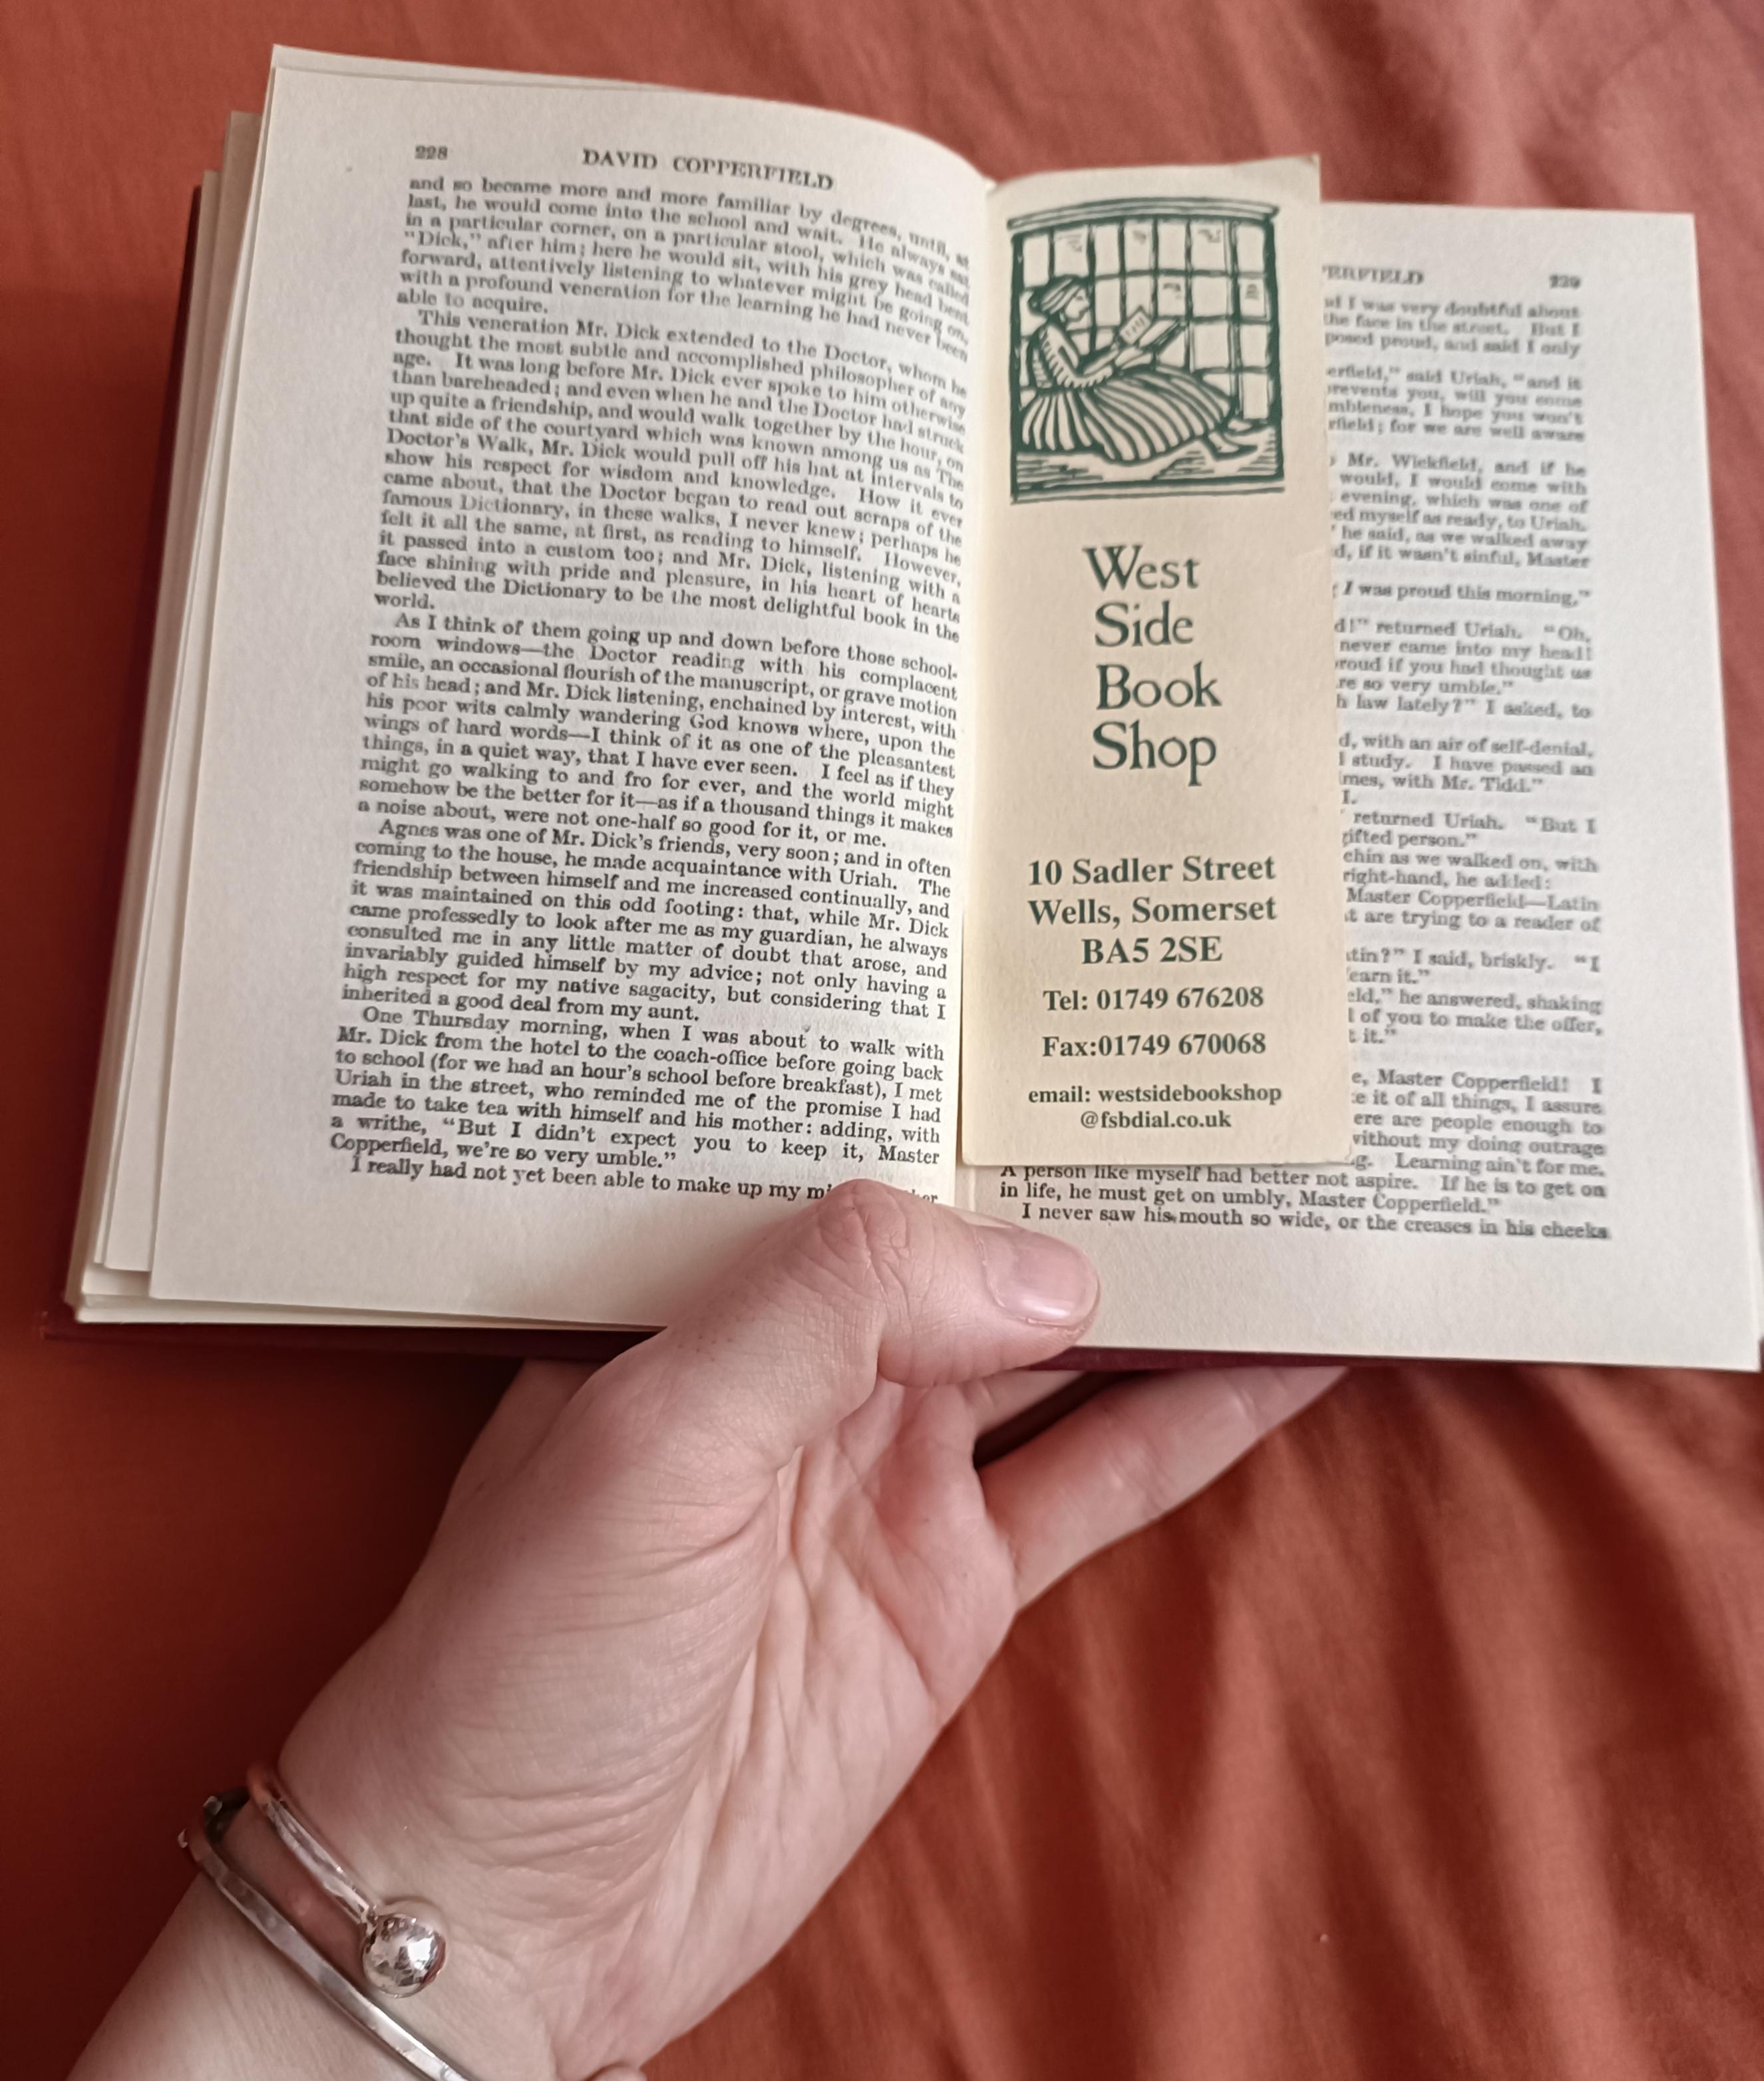 228
DAVID COPPERFIELD
and so became more and more familiar by degrees, until, at
last, he would come into the school and wait. He always sat
in a particular corner, on a particular stool, which was called
"Dick," after him; here he would sit, with his grey head bent
forward, attentively listening to whatever might be going on,
with a profound veneration for the learning he had never been
able to acquire.
This veneration Mr. Dick extended to the Doctor, whom he
thought the most subtle and accomplished philosopher of any
age. It was long before Mr. Dick ever spoke to him otherwise
than bareheaded; and even when he and the Doctor had struck
up quite a friendship, and would walk together by the hour, on
that side of the courtyard which was known among us as The
Doctor's Walk, Mr. Dick would pull off his hat at intervals to
show his respect for wisdom and knowledge. How it ever
came about, that the Doctor began to read out scraps of the
famous Dictionary, in these walks, I never knew; perhaps he
felt it all the same, at first, as reading to himself. However,
it passed into a custom too; and Mr. Dick, listening with a
face shining with pride and pleasure, in his heart of hearts
believed the Dictionary to be the most delightful book in the
world.
As I think of them going up and down before those school-
room windows—the Doctor reading with his complacent
smile, an occasional flourish of the manuscript, or grave motion
of his head; and Mr. Dick listening, enchained by interest, with
his poor wits calmly wandering God knows where, upon the
wings of hard words—I think of it as one of the pleasantest
things, in a quiet way, that I have ever seen. I feel as if they
might go walking to and fro for ever, and the world might
somehow be the better for it—as if a thousand things it makes
a noise about, were not one-half so good for it, or me.
Agnes was one of Mr. Dick's friends, very soon; and in often
coming to the house, he made acquaintance with Uriah. The
friendship between himself and me increased continually, and
it was maintained on this odd footing: that, while Mr. Dick
came professedly to look after me as my guardian, he always
consulted me in any little matter of doubt that arose, and
invariably guided himself by my advice; not only having a
high respect for my native sagacity, but considering that I
inherited a good deal from my aunt.
One Thursday morning, when I was about to walk with
Mr. Dick from the hotel to the coach-office before going back
to school (for we had an hour's school before breakfast), I met
Uriah in the street, who reminded me of the promise I had
made to take tea with himself and his mother: adding, with
a writhe, "But I didn't expect you to keep it, Master
Copperfield, we're so very umble."
I really had not yet been able to make up my
West
Side
Book
Shop
10 Sadler Street
Wells, Somerset
BA5 2SE
Tel: 01749 676208
Fax:01749 670068
email: westsidebookshop
@fsbdial.co.uk
ERFIELD
229
I was very doubtful about
the face in the street. But I
posed proud, and said I only
erfield," said Uriah, "and it
prevents you, will you come
mbleness, I hope you won't
rfield; for we are well aware
Mr. Wickfield, and if he
would, I would come with
evening, which was one of
ed myself as ready, to Uriah.
he said, as we walked away
d, if it wasn't sinful, Master
I was proud this morning,"
d!" returned Uriah. "Oh,
never came into my head!
proud if you had thought us
re so very umble."
law lately?" I asked, to
d, with an air of self-denial,
study. I have passed an
imes, with Mr. Tidd."
I.
returned Uriah. "But I
gifted person."
chin as we walked on, with
right-hand, he added:
Master Copperfield—Latin
t are trying to a reader of
atin?" I said, briskly. "I
earn it."
eld," he answered, shaking
of you to make the offer,
t it."
e, Master Copperfield! I
e it of all things, I assure
ere are people enough to
without my doing outrage
g. Learning ain't for me.
A person like myself had better not aspire. If he is to get on
in life, he must get on umbly, Master Copperfield."
I never saw his mouth so wide, or the creases in his cheeks